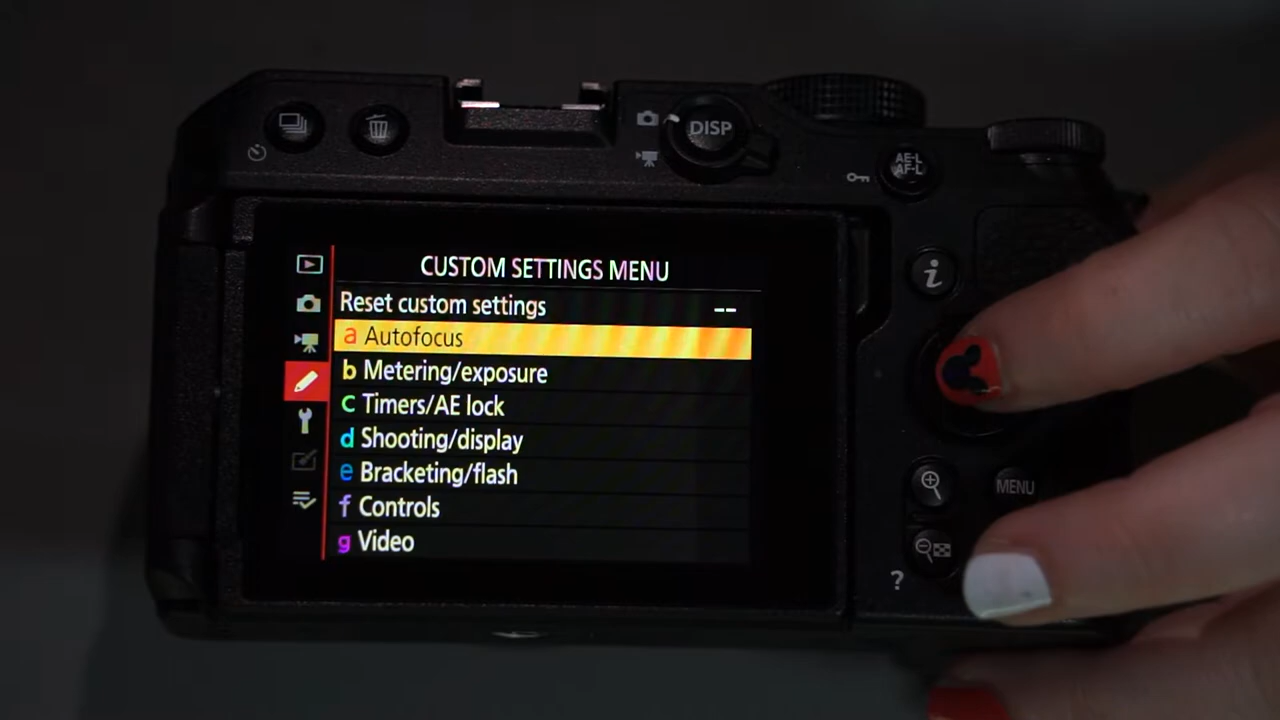 DISP
AE-L
AF-L
i
CUSTOM SETTINGS MENU
Reset custom settings --
a Autofocus
b Metering/exposure
c Timers/AE lock
d Shooting/display
e Bracketing/flash
f Controls
g Video
MENU
?